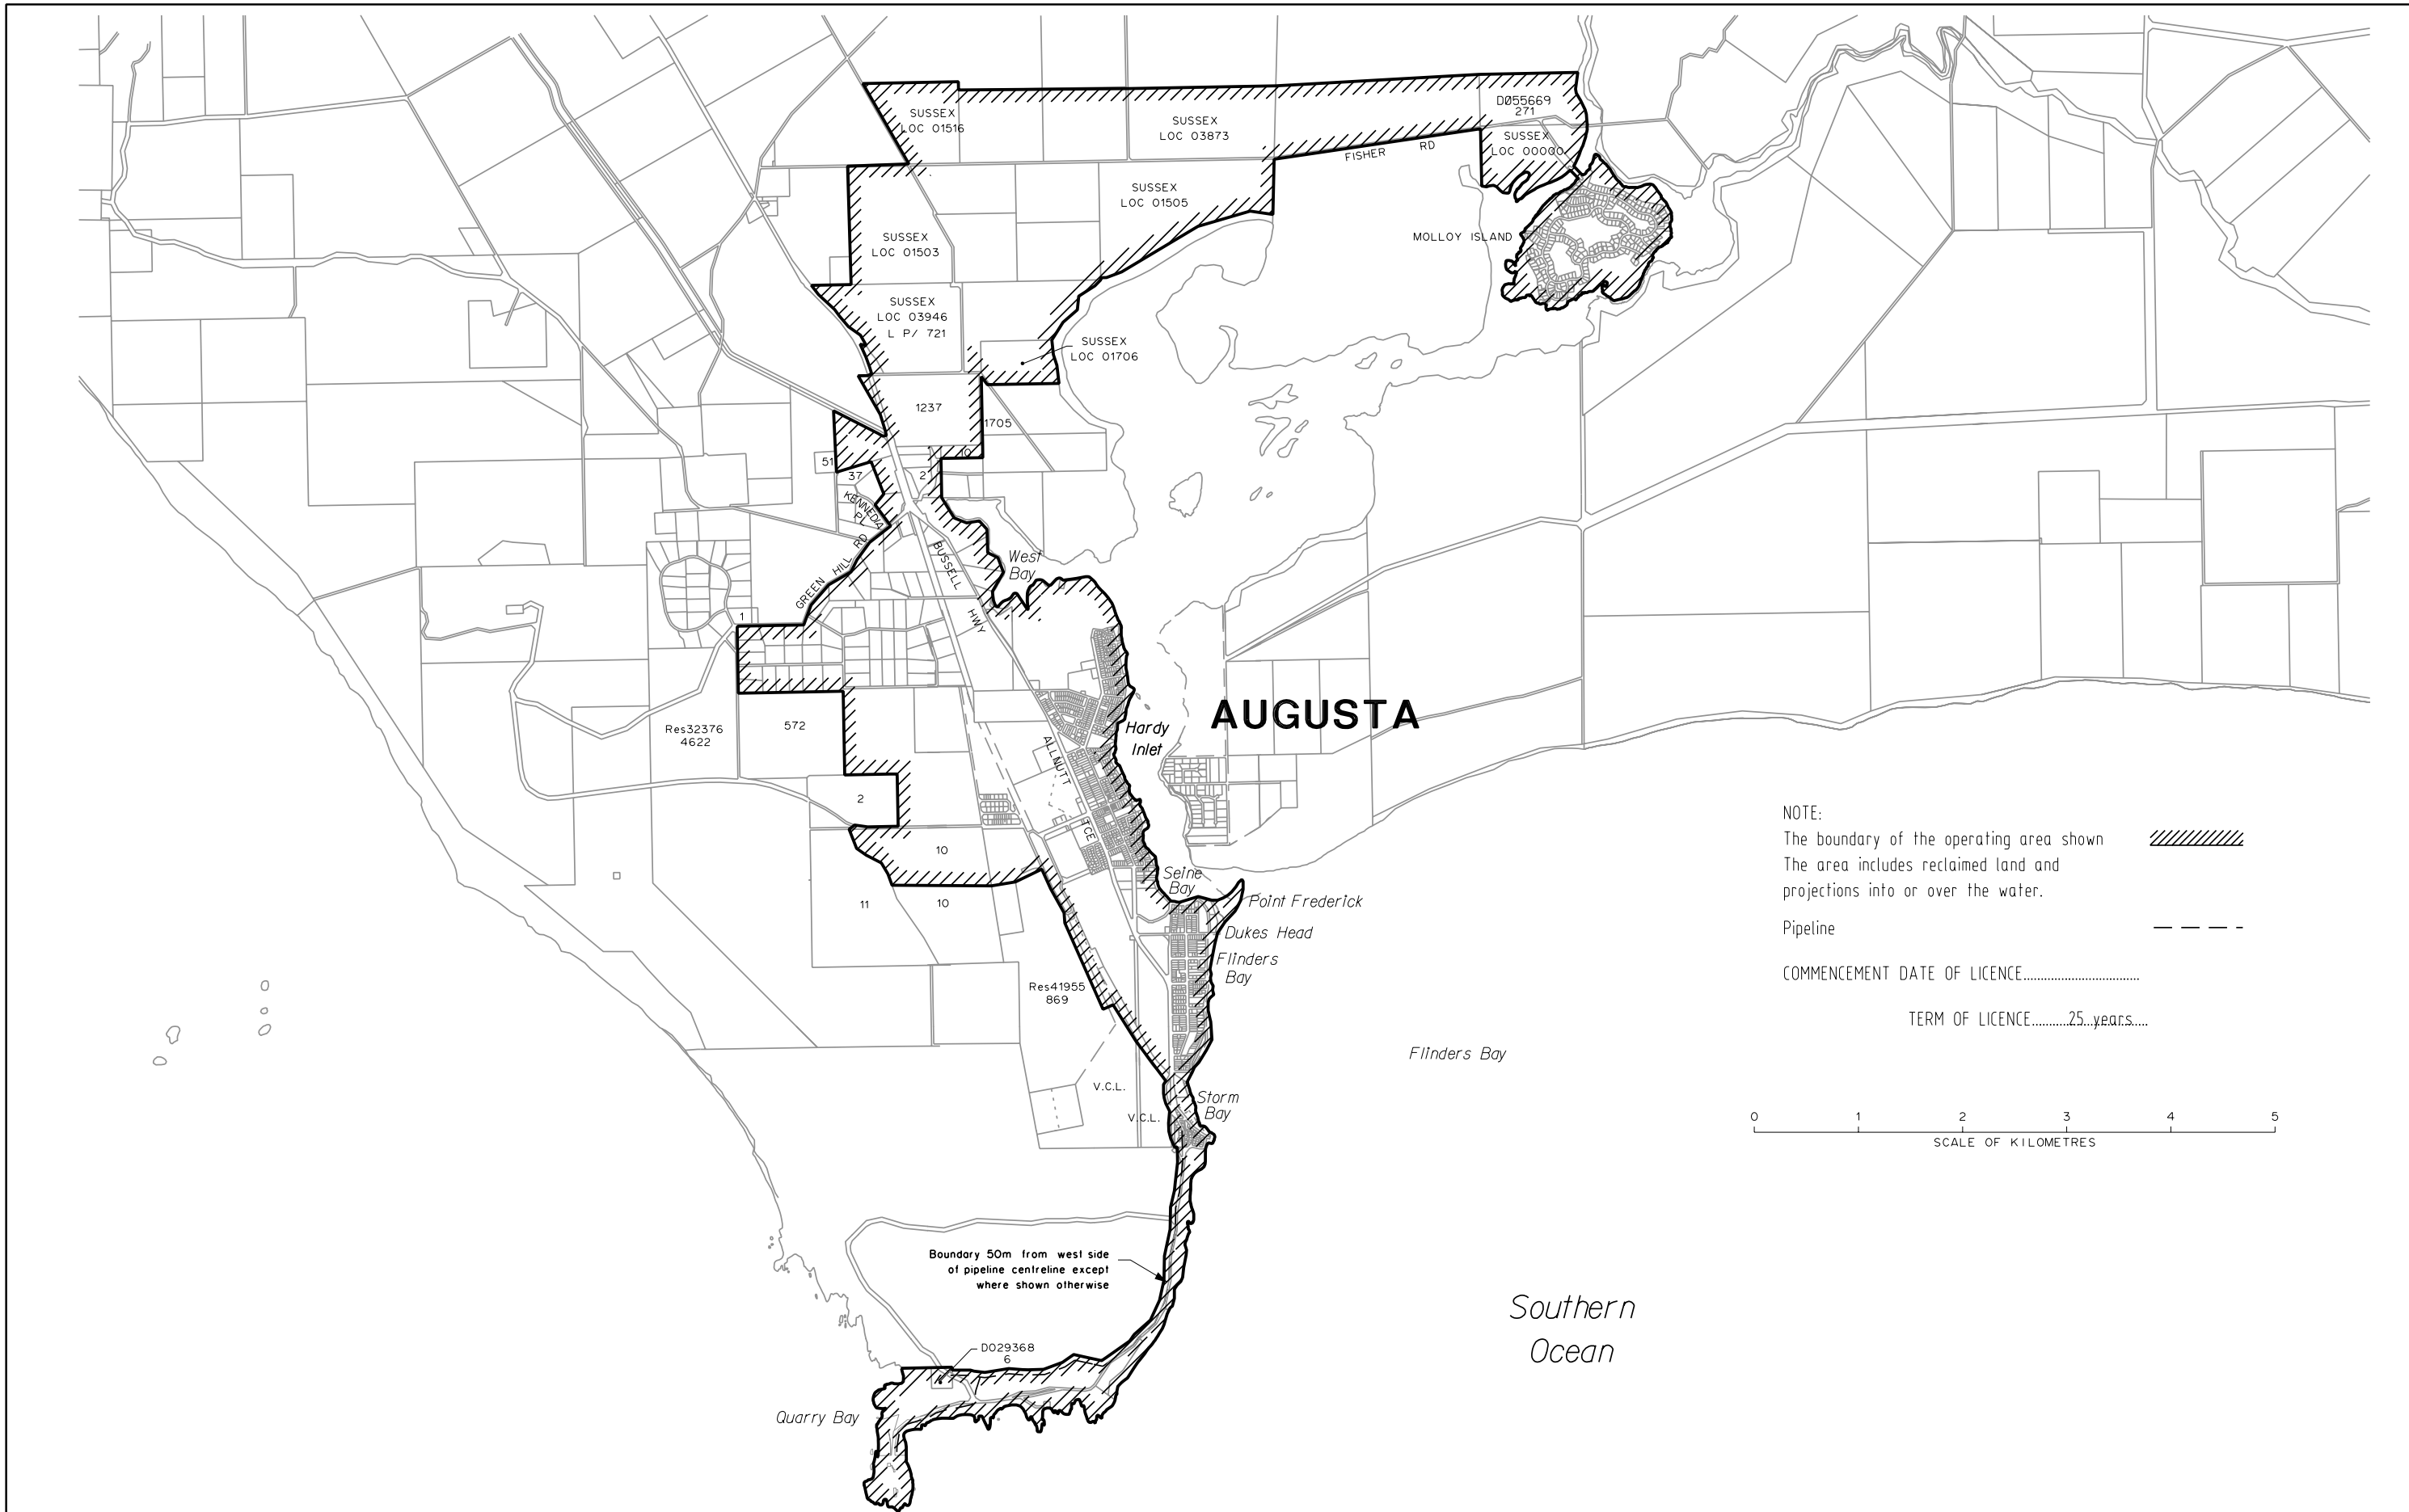 SUSSEX
LOC 01516
SUSSEX
LOC 03873
D055669
271
SUSSEX
LOC 00000
FISHER RD
SUSSEX
LOC 01505
SUSSEX
LOC 01503
MOLLOY ISLAND
SUSSEX
LOC 03946
L P/ 721
SUSSEX
LOC 01706
1237
1705
10
51
37
2
KENNEDIA
PL
GREEN HILL RD
BUSSELL
HWY
West
Bay
1
AUGUSTA
Res32376
4622
572
Hardy
Inlet
ALLNUTT
TCE
2
10
11
10
Seine
Bay
Point Frederick
Dukes Head
Flinders
Bay
Res41955
869
Flinders Bay
V.C.L.
V.C.L.
Storm
Bay
NOTE:
The boundary of the operating area shown
The area includes reclaimed land and
projections into or over the water.
Pipeline
COMMENCEMENT DATE OF LICENCE................................
TERM OF LICENCE...........25 years....
0 1 2 3 4 5
SCALE OF KILOMETRES
Boundary 50m from west side
of pipeline centreline except
where shown otherwise
Southern
Ocean
D029368
6
Quarry Bay